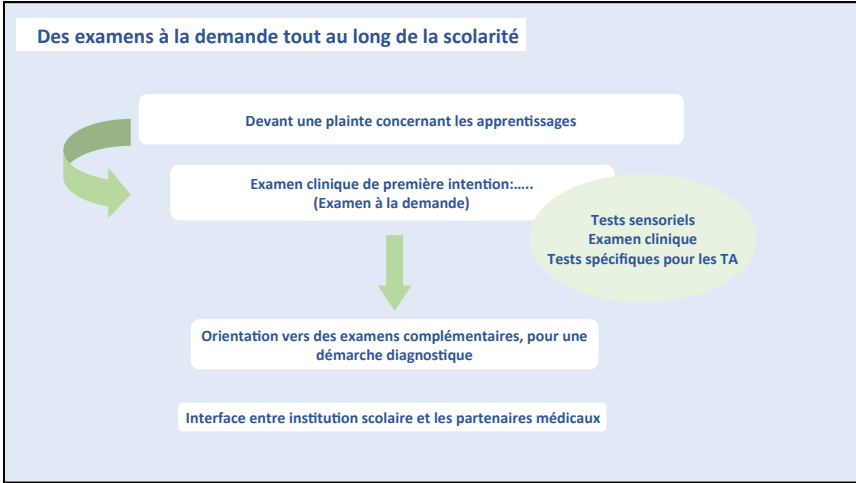 Des examens à la demande tout au long de la scolarité
Devant une plainte concernant les apprentissages
Examen clinique de première intention:…..
(Examen à la demande)
Tests sensoriels
Examen clinique
Tests spécifiques pour les TA
Orientation vers des examens complémentaires, pour une
démarche diagnostique
Interface entre institution scolaire et les partenaires médicaux